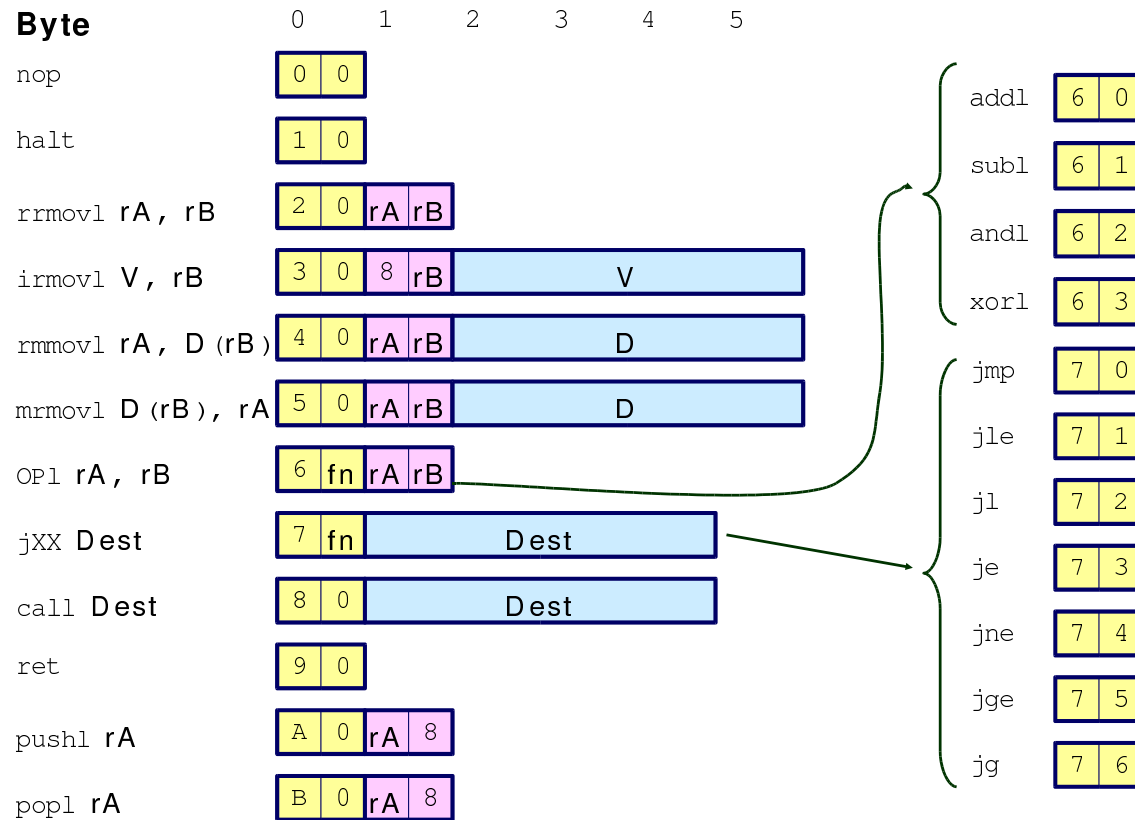 Byte 0 1 2 3 4 5
nop 0 0
halt 1 0
rrmovl rA, rB 2 0 rA rB
irmovl V, rB 3 0 8 rB V
rmmovl rA, D(rB) 4 0 rA rB D
mrmovl D(rB), rA 5 0 rA rB D
OPl rA, rB 6 fn rA rB
jXX Dest 7 fn Dest
call Dest 8 0 Dest
ret 9 0
pushl rA A 0 rA 8
popl rA B 0 rA 8
addl 6 0
subl 6 1
andl 6 2
xorl 6 3
jmp 7 0
jle 7 1
jl 7 2
je 7 3
jne 7 4
jge 7 5
jg 7 6